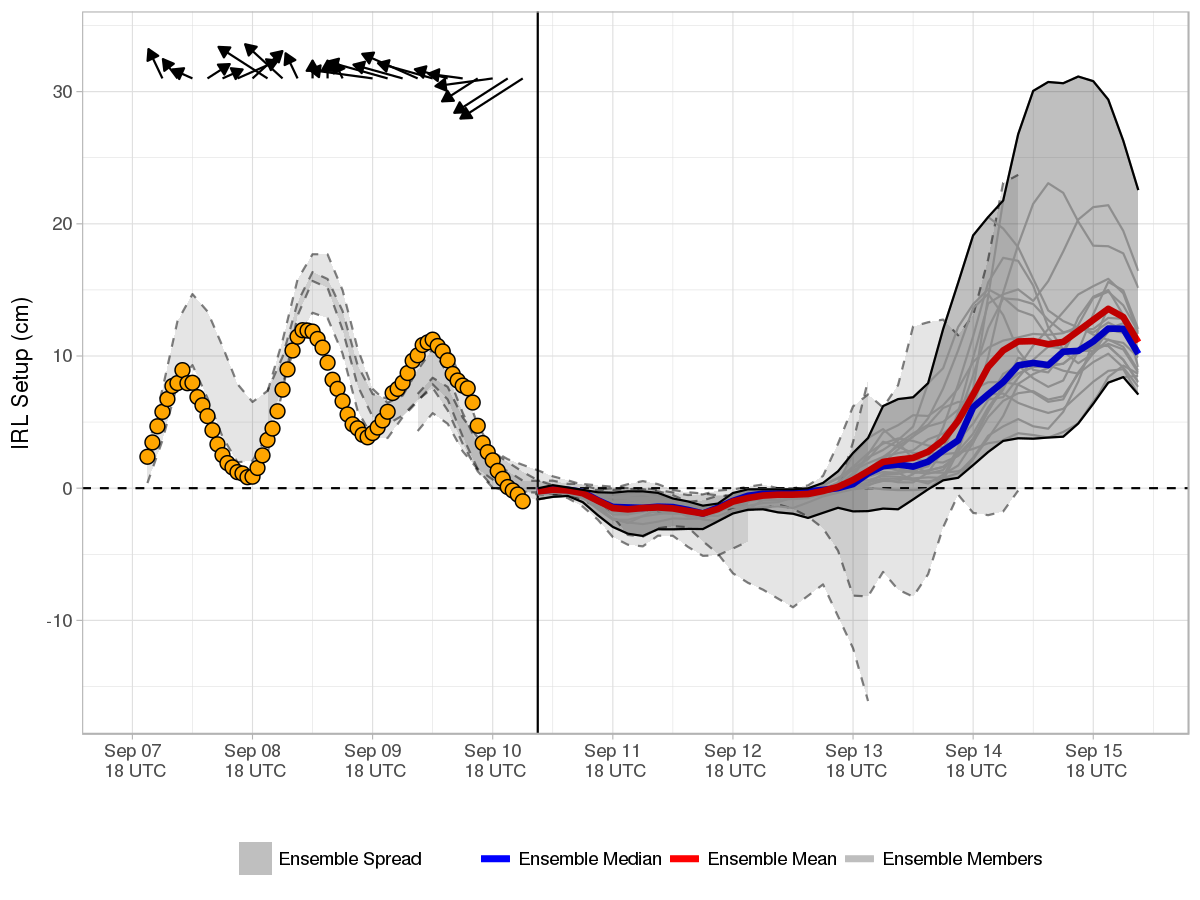 IRL Setup (cm)
30
20
10
0
-10
Sep 07
18 UTC
Sep 08
18 UTC
Sep 09
18 UTC
Sep 10
18 UTC
Sep 11
18 UTC
Sep 12
18 UTC
Sep 13
18 UTC
Sep 14
18 UTC
Sep 15
18 UTC
Ensemble Spread
Ensemble Median
Ensemble Mean
Ensemble Members